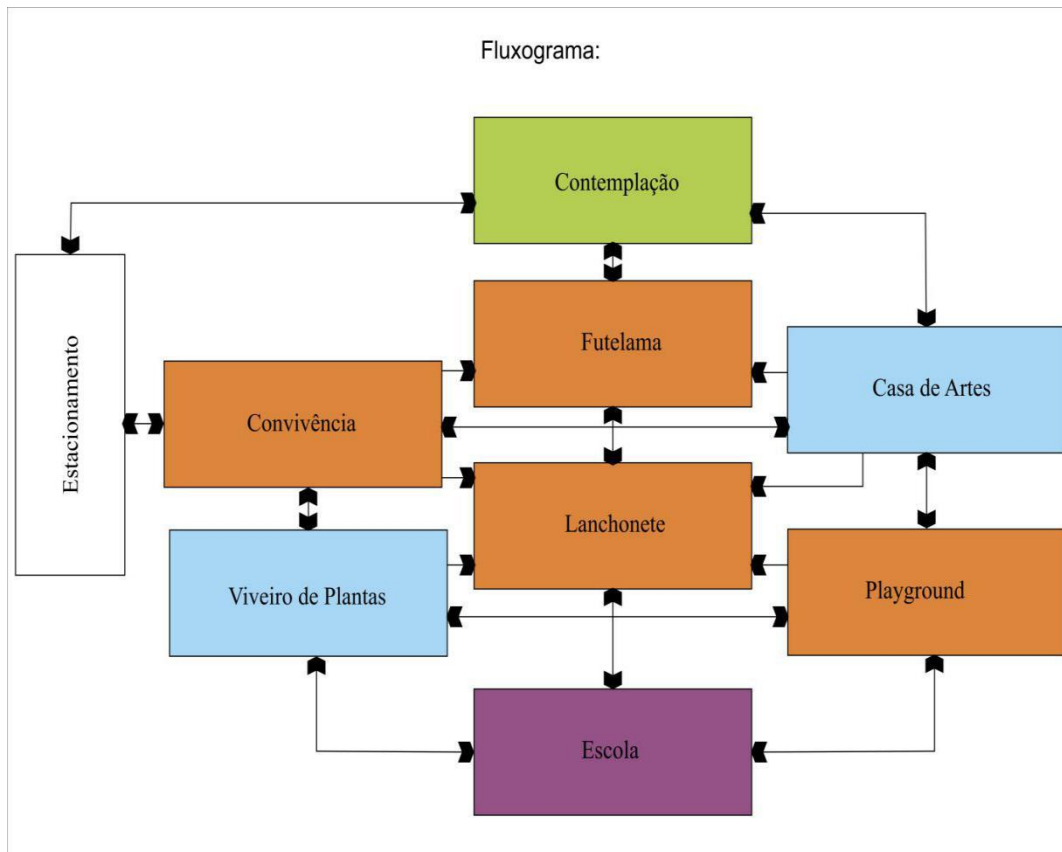 Fluxograma:
Contemplação
Futelama
Casa de Artes
Estacionamento
Convivência
Lanchonete
Viveiro de Plantas
Playground
Escola